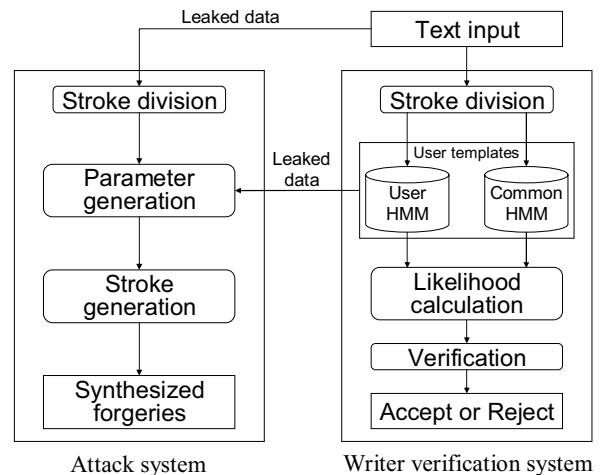 Leaked data
Text input
Stroke division
Stroke division
Leaked
data
User templates
Parameter
generation
User
HMM
Common
HMM
Stroke
generation
Likelihood
calculation
Verification
Synthesized
forgeries
Accept or Reject
Attack system
Writer verification system